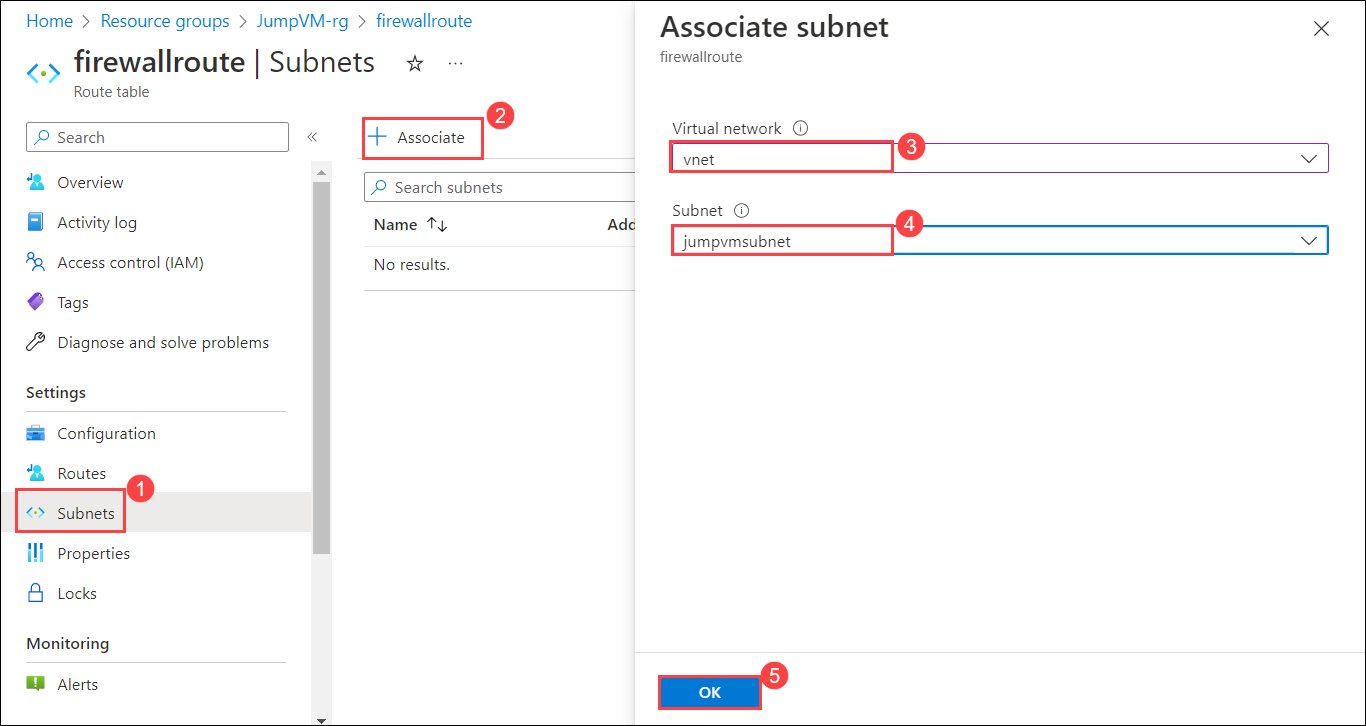 Home > Resource groups > JumpVM-rg > firewallroute
firewallroute | Subnets ...
Route table
Search «
Overview
Activity log
Access control (IAM)
Tags
Diagnose and solve problems
Settings
Configuration
Routes
1
Subnets
Properties
Locks
Monitoring
Alerts
2
Associate
Search subnets
Name Add
No results.
Associate subnet
firewallroute
Virtual network
3
vnet
Subnet
4
jumpvmsubnet
5
OK